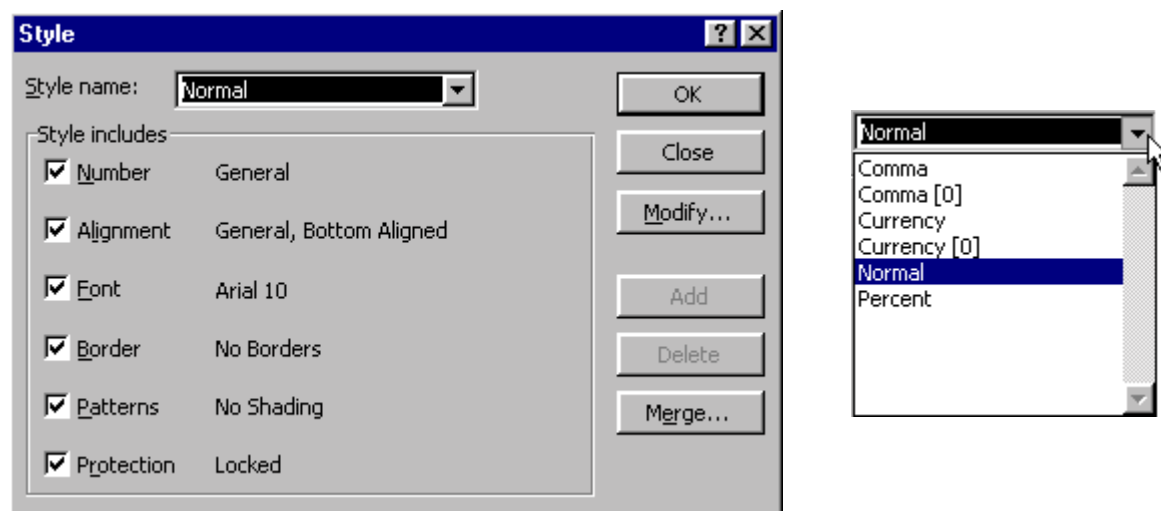 Style
Style name: Normal
OK
Style includes
Close
Number General
Modify...
Alignment General, Bottom Aligned
Font Arial 10
Add
Border No Borders
Delete
Patterns No Shading
Merge...
Protection Locked
Normal
Comma
Comma [0]
Currency
Currency [0]
Normal
Percent